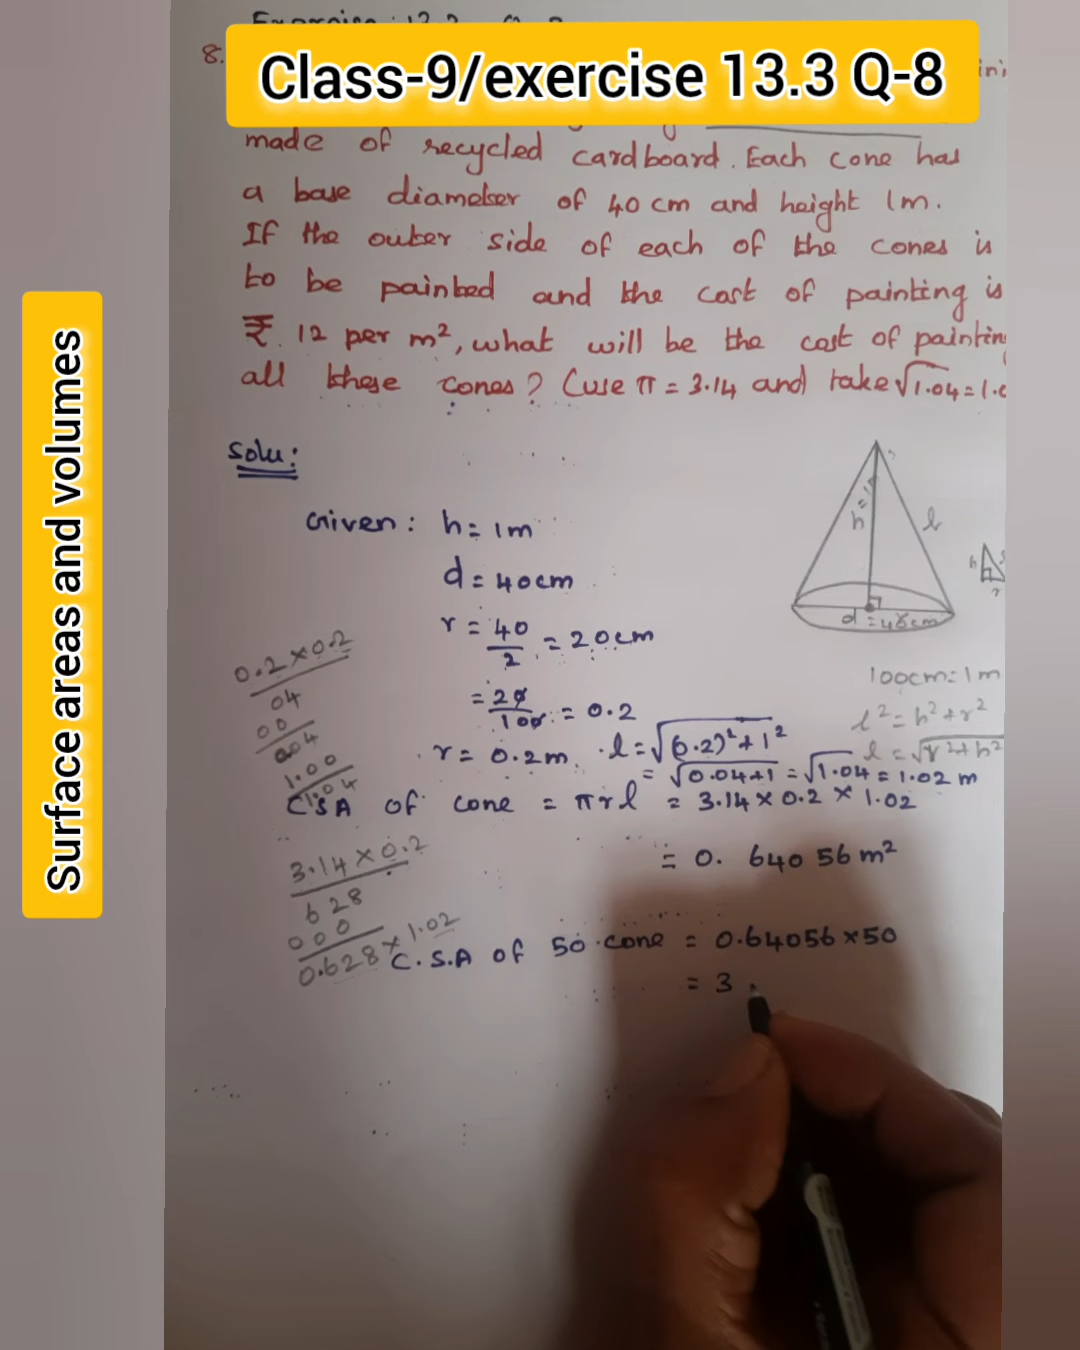 Class-9/exercise 13.3 Q-8
Surface areas and volumes
8.
made of recycled cardboard. Each cone has
a base diameter of 40 cm and height 1m.
If the outer side of each of the cones is
to be painted and the cost of painting is
₹ 12 per m², what will be the cost of paintin
all these cones? (use π = 3.14 and take √1.04 = 1.0
Solu:
Given: h = 1m
d = 40cm
r = 40/2 = 20cm
= 20/100 = 0.2
r = 0.2m. l = √(0.2)² + 1²
= √0.04+1 = √1.04 = 1.02 m
CSA of cone = πrl = 3.14 × 0.2 × 1.02
= 0.64056 m²
C.S.A of 50 cone = 0.64056 × 50
= 3
h = 1m
h
l
d = 40cm
h
r
100cm = 1m
l² = h² + r²
l = √r² + h²
0.2 × 0.2
04
00
004
1.00
1.04
3.14 × 0.2
628
000
0.628 × 1.02